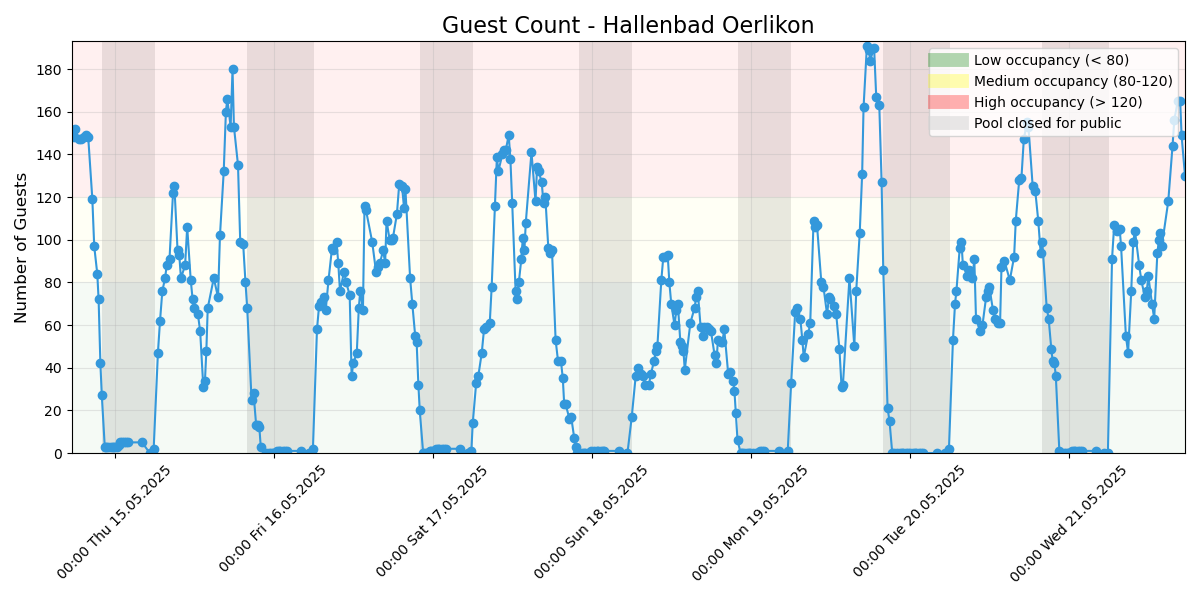 Guest Count - Hallenbad Oerlikon
Number of Guests
180
160
140
120
100
80
60
40
20
0
Low occupancy (< 80)
Medium occupancy (80-120)
High occupancy (> 120)
Pool closed for public
00:00 Thu 15.05.2025
00:00 Fri 16.05.2025
00:00 Sat 17.05.2025
00:00 Sun 18.05.2025
00:00 Mon 19.05.2025
00:00 Tue 20.05.2025
00:00 Wed 21.05.2025